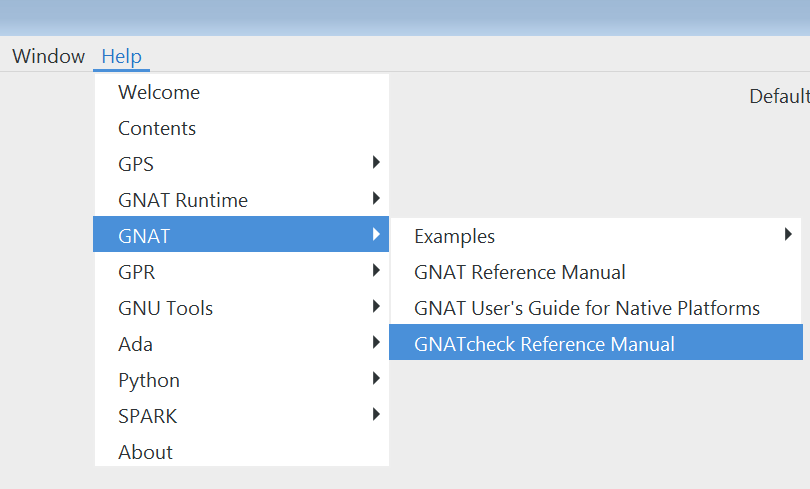 Window Help
Default
Welcome
Contents
GPS
GNAT Runtime
GNAT
GPR
GNU Tools
Ada
Python
SPARK
About
Examples
GNAT Reference Manual
GNAT User's Guide for Native Platforms
GNATcheck Reference Manual